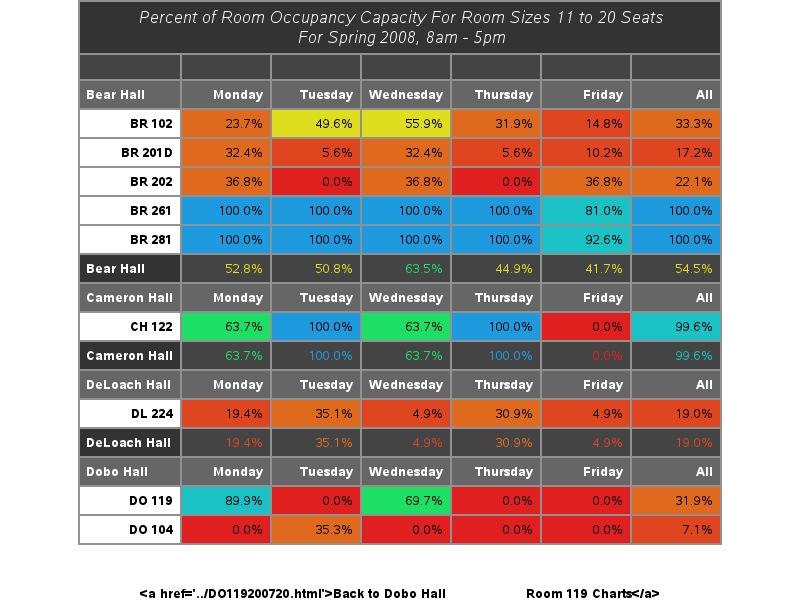 Percent of Room Occupancy Capacity For Room Sizes 11 to 20 Seats
For Spring 2008, 8am - 5pm
Bear Hall Monday Tuesday Wednesday Thursday Friday All
BR 102 23.7% 49.6% 55.9% 31.9% 14.8% 33.3%
BR 201D 32.4% 5.6% 32.4% 5.6% 10.2% 17.2%
BR 202 36.8% 0.0% 36.8% 0.0% 36.8% 22.1%
BR 261 100.0% 100.0% 100.0% 100.0% 81.0% 100.0%
BR 281 100.0% 100.0% 100.0% 100.0% 92.6% 100.0%
Bear Hall 52.8% 50.8% 63.5% 44.9% 41.7% 54.5%
Cameron Hall Monday Tuesday Wednesday Thursday Friday All
CH 122 63.7% 100.0% 63.7% 100.0% 0.0% 99.6%
Cameron Hall 63.7% 100.0% 63.7% 100.0% 0.0% 99.6%
DeLoach Hall Monday Tuesday Wednesday Thursday Friday All
DL 224 19.4% 35.1% 4.9% 30.9% 4.9% 19.0%
DeLoach Hall 19.4% 35.1% 4.9% 30.9% 4.9% 19.0%
Dobo Hall Monday Tuesday Wednesday Thursday Friday All
DO 119 89.9% 0.0% 69.7% 0.0% 0.0% 31.9%
DO 104 0.0% 35.3% 0.0% 0.0% 0.0% 7.1%
<a href='../DO119200720.html'>Back to Dobo Hall Room 119 Charts</a>